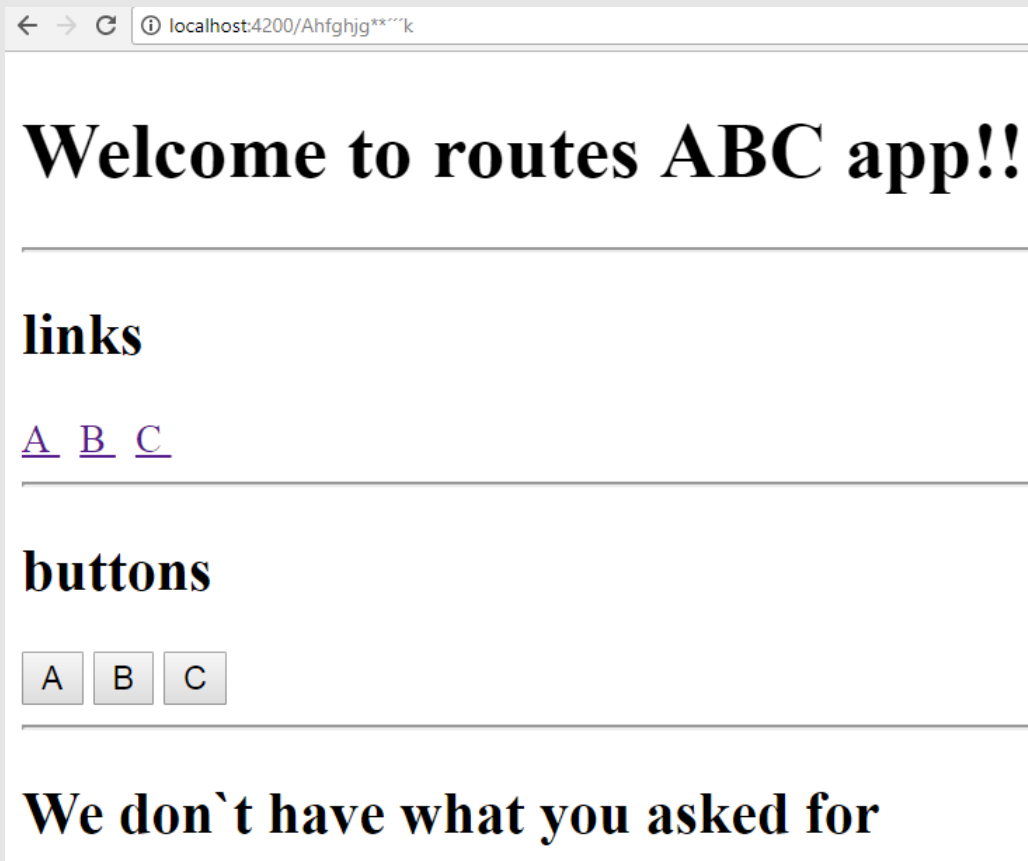 localhost:4200/Ahfghjg**´´´k
Welcome to routes ABC app!!
links
A B C
buttons
A B C
We don`t have what you asked for